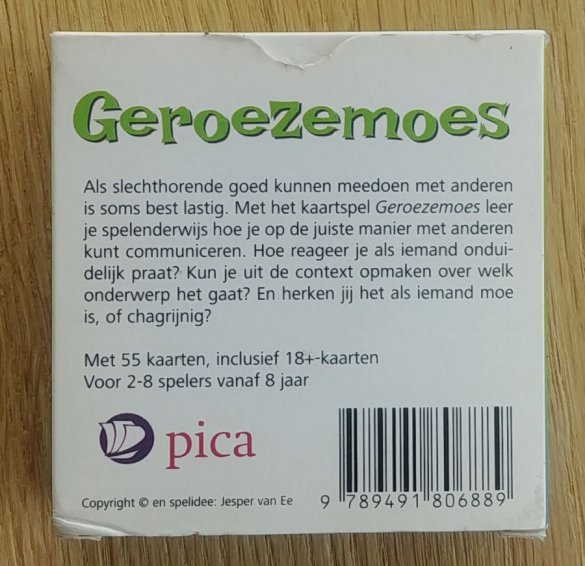 Geroezemoes
Als slechthorende goed kunnen meedoen met anderen
is soms best lastig. Met het kaartspel Geroezemoes leer
je spelenderwijs hoe je op de juiste manier met anderen
kunt communiceren. Hoe reageer je als iemand ondui-
delijk praat? Kun je uit de context opmaken over welk
onderwerp het gaat? En herken jij het als iemand moe
is, of chagrijnig?
Met 55 kaarten, inclusief 18+-kaarten
Voor 2-8 spelers vanaf 8 jaar
pica
Copyright © en spelidee: Jesper van Ee
9 789491 806889